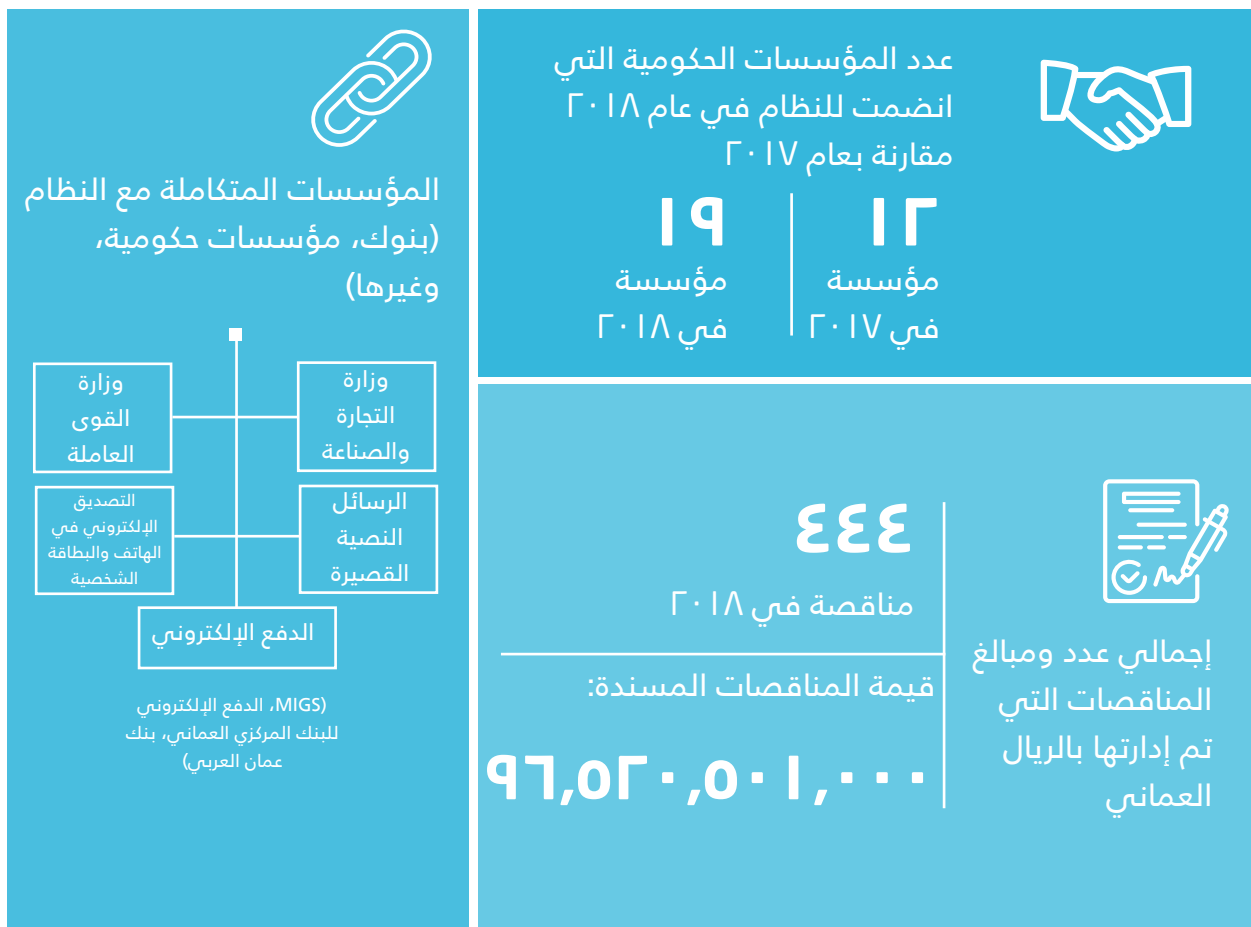 عدد المؤسسات الحكومية التي
انضمت للنظام في عام ٢٠١٨
مقارنة بعام ٢٠١٧
١٢
مؤسسة
في ٢٠١٧
١٩
مؤسسة
في ٢٠١٨
المؤسسات المتكاملة مع النظام
(بنوك، مؤسسات حكومية،
وغيرها)
وزارة
التجارة
والصناعة
وزارة
القوى
العاملة
الرسائل
النصية
القصيرة
التصديق
الإلكتروني في
الهاتف والبطاقة
الشخصية
الدفع الإلكتروني
(MIGS، الدفع الإلكتروني
للبنك المركزي العماني، بنك
عمان العربي)
إجمالي عدد ومبالغ
المناقصات التي
تم إدارتها بالريال
العماني
٤٤٤
مناقصة في ٢٠١٨
قيمة المناقصات المسندة:
٩٦,٥٢٠,٥٠١,٠٠٠